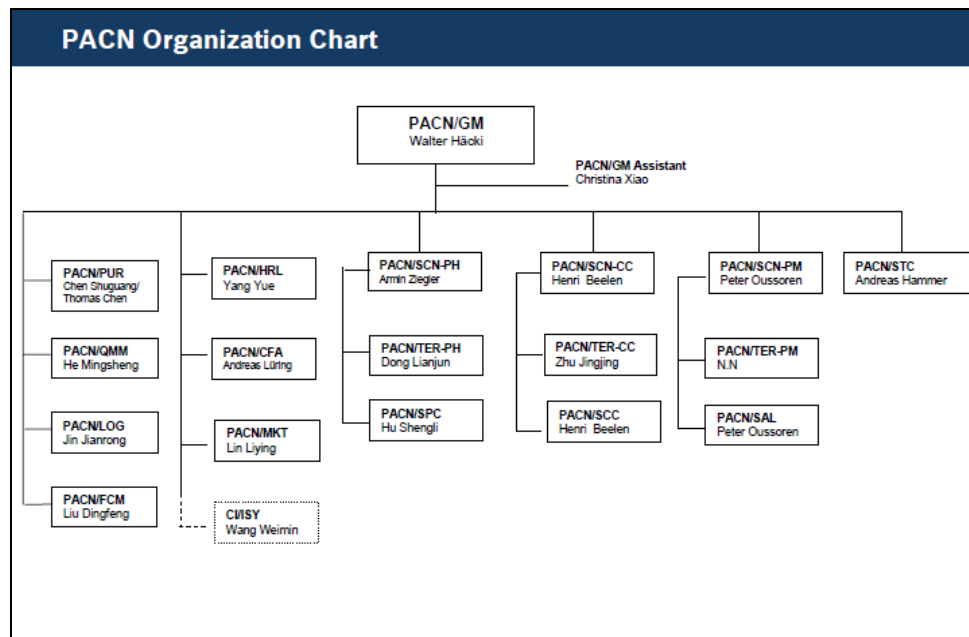 PACN Organization Chart
PACN/GM
Walter Häcki
PACN/GM Assistant
Christina Xiao
PACN/PUR
Chen Shuguang/
Thomas Chen
PACN/HRL
Yang Yue
PACN/SCN-PH
Armin Ziegler
PACN/SCN-CC
Henri Beelen
PACN/SCN-PM
Peter Oussoren
PACN/STC
Andreas Hammer
PACN/QMM
He Mingsheng
PACN/CFA
Andreas Lüring
PACN/TER-PH
Dong Lianjun
PACN/TER-CC
Zhu Jingjing
PACN/TER-PM
N.N
PACN/LOG
Jin Jianrong
PACN/MKT
Lin Liying
PACN/SPC
Hu Shengli
PACN/SCC
Henri Beelen
PACN/SAL
Peter Oussoren
PACN/FCM
Liu Dingfeng
CI/ISY
Wang Weimin